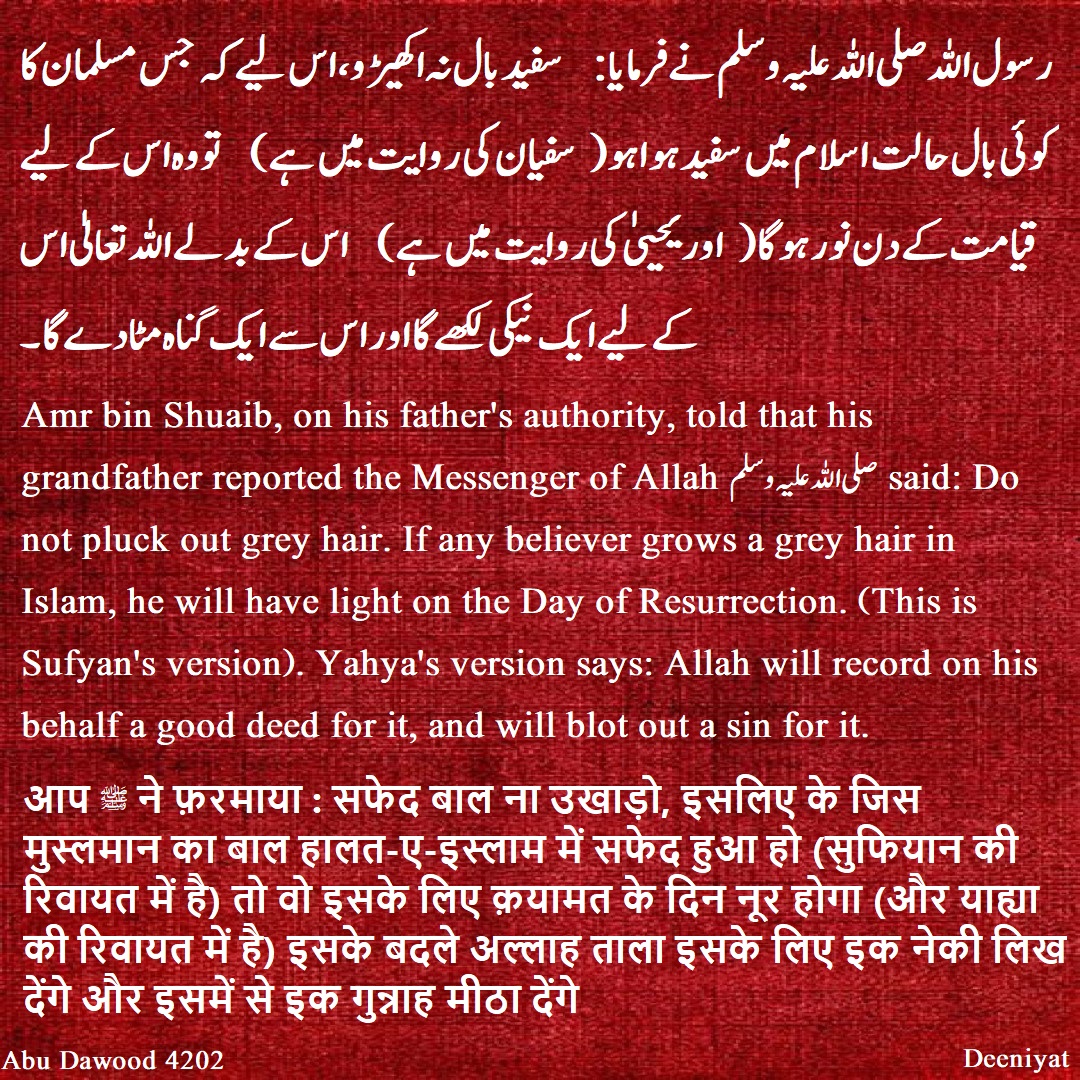 رسول اللہ صلی اللہ علیہ وسلم نے فرمایا: سفید بال نہ اکھیڑو، اس لیے کہ جس مسلمان کا
کوئی بال حالت اسلام میں سفید ہوا ہو ( سفیان کی روایت میں ہے ) تو وہ اس کے لیے
قیامت کے دن نور ہو گا ( اور یحییٰ کی روایت میں ہے ) اس کے بدلے اللہ تعالیٰ اس
کے لیے ایک نیکی لکھے گا اور اس سے ایک گناہ مٹا دے گا۔
Amr bin Shuaib, on his father's authority, told that his
grandfather reported the Messenger of Allah صلی اللہ علیہ وسلم said: Do
not pluck out grey hair. If any believer grows a grey hair in
Islam, he will have light on the Day of Resurrection. (This is
Sufyan's version). Yahya's version says: Allah will record on his
behalf a good deed for it, and will blot out a sin for it.
आप ﷺ ने फ़रमाया : सफेद बाल ना उखाड़ो, इसलिए के जिस
मुस्लमान का बाल हालत-ए-इस्लाम में सफेद हुआ हो (सुफियान की
रिवायत में है) तो वो इसके लिए क़यामत के दिन नूर होगा (और याह्या
की रिवायत में है) इसके बदले अल्लाह ताला इसके लिए इक नेकी लिख
देंगे और इसमें से इक गुन्नाह मीठा देंगे
Abu Dawood 4202
Deeniyat